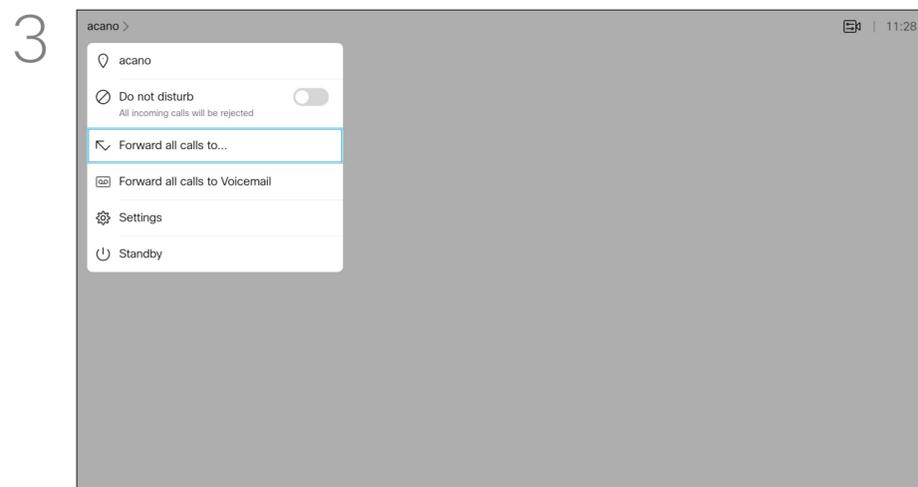 3
acano >
11:28
acano
Do not disturb
All incoming calls will be rejected
Forward all calls to...
Forward all calls to Voicemail
Settings
Standby